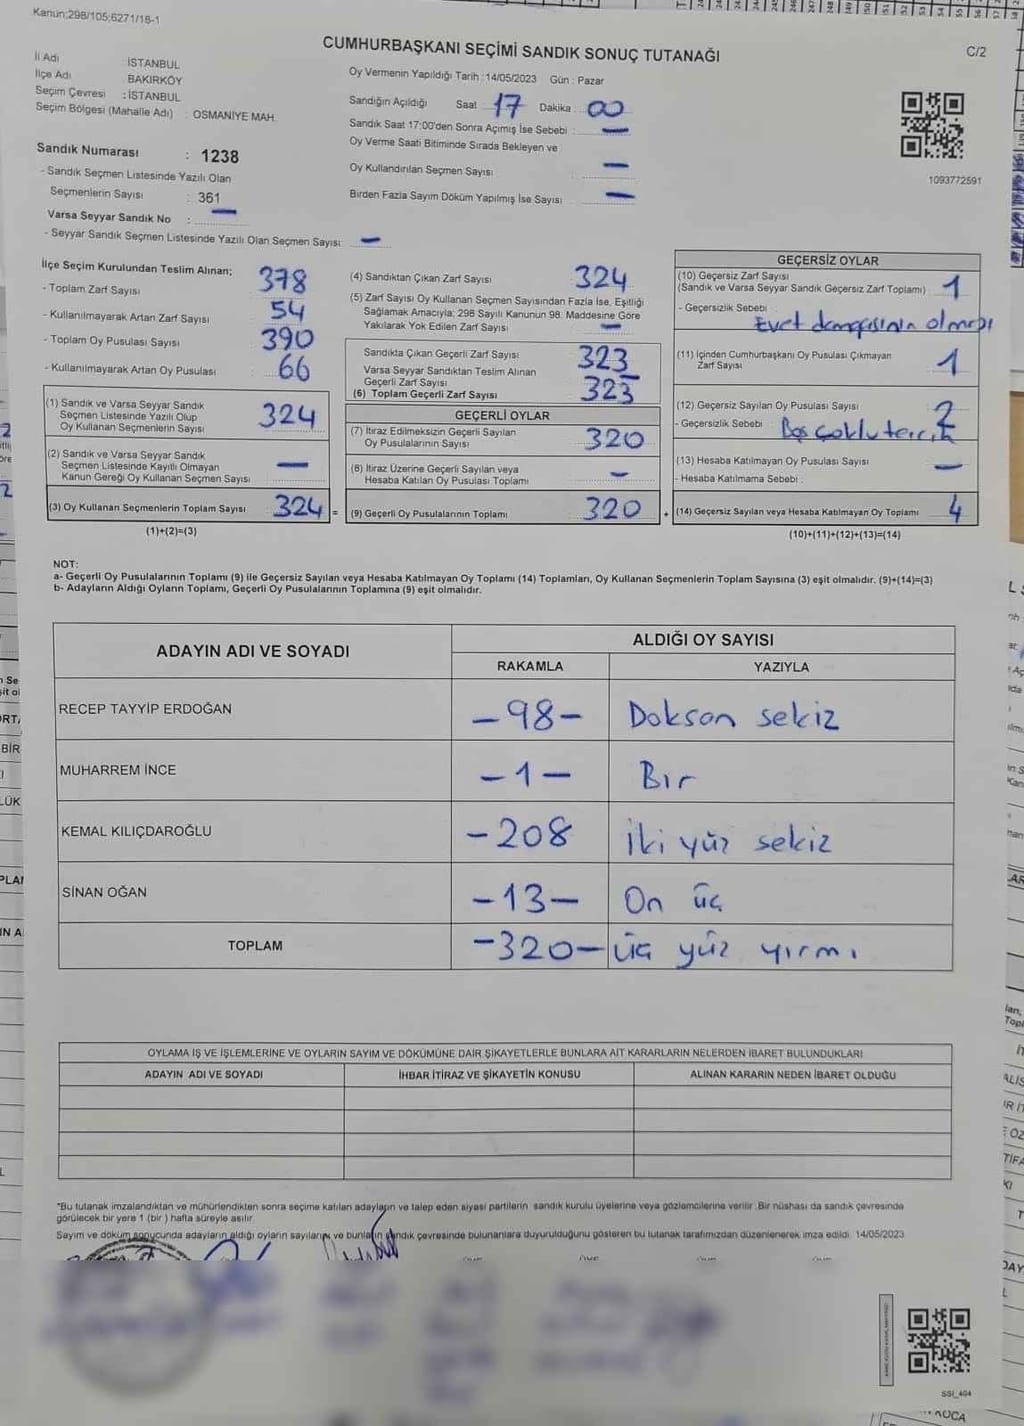 Kanun;298/105;6271/16-1
CUMHURBAŞKANI SEÇİMİ SANDIK SONUÇ TUTANAĞI
C/2
İl Adı : İSTANBUL
İlçe Adı : BAKIRKÖY
Seçim Çevresi : İSTANBUL
Seçim Bölgesi (Mahalle Adı) : OSMANİYE MAH.
Sandık Numarası : 1238
- Sandık Seçmen Listesinde Yazılı Olan
Seçmenlerin Sayısı : 361
Varsa Seyyar Sandık No : —
- Seyyar Sandık Seçmen Listesinde Yazılı Olan Seçmen Sayısı: —
Oy Vermenin Yapıldığı Tarih : 14/05/2023 Gün : Pazar
Sandığın Açıldığı Saat 17 Dakika 00
Sandık Saat 17:00'den Sonra Açımış İse Sebebi : —
Oy Verme Saati Bitiminde Sırada Bekleyen ve
Oy Kullandırılan Seçmen Sayısı : —
Birden Fazla Sayım Döküm Yapılmış İse Sayısı : —
1093772591
İlçe Seçim Kurulundan Teslim Alınan;
- Toplam Zarf Sayısı 378
- Kullanılmayarak Artan Zarf Sayısı 54
- Toplam Oy Pusulası Sayısı 390
- Kullanılmayarak Artan Oy Pusulası 66
(1) Sandık ve Varsa Seyyar Sandık
Seçmen Listesinde Yazılı Olup
Oy Kullanan Seçmenlerin Sayısı 324
(2) Sandık ve Varsa Seyyar Sandık
Seçmen Listesinde Kayıtlı Olmayan
Kanun Gereği Oy Kullanan Seçmen Sayısı —
(3) Oy Kullanan Seçmenlerin Toplam Sayısı 324 =
(1)+(2)=(3)
(4) Sandıktan Çıkan Zarf Sayısı 324
(5) Zarf Sayısı Oy Kullanan Seçmen Sayısından Fazla İse, Eşitliği
Sağlamak Amacıyla; 298 Sayılı Kanunun 98. Maddesine Göre
Yakılarak Yok Edilen Zarf Sayısı —
Sandıkta Çıkan Geçerli Zarf Sayısı 323
Varsa Seyyar Sandıktan Teslim Alınan
Geçerli Zarf Sayısı —
(6) Toplam Geçerli Zarf Sayısı 323
GEÇERLİ OYLAR
(7) İtiraz Edilmeksizin Geçerli Sayılan
Oy Pusulalarının Sayısı 320
(8) İtiraz Üzerine Geçerli Sayılan veya
Hesaba Katılan Oy Pusulası Toplamı —
(9) Geçerli Oy Pusulalarının Toplamı 320 +
GEÇERSİZ OYLAR
(10) Geçersiz Zarf Sayısı
(Sandık ve Varsa Seyyar Sandık Geçersiz Zarf Toplamı) 1
- Geçersizlik Sebebi : Evet olması
(11) İçinden Cumhurbaşkanı Oy Pusulası Çıkmayan
Zarf Sayısı 1
(12) Geçersiz Sayılan Oy Pusulası Sayısı 2
- Geçersizlik Sebebi : Boş çoklu tercih
(13) Hesaba Katılmayan Oy Pusulası Sayısı —
- Hesaba Katılmama Sebebi :
(14) Geçersiz Sayılan veya Hesaba Katılmayan Oy Toplamı 4
(10)+(11)+(12)+(13)=(14)
NOT:
a- Geçerli Oy Pusulalarının Toplamı (9) ile Geçersiz Sayılan veya Hesaba Katılmayan Oy Toplamı (14) Toplamları, Oy Kullanan Seçmenlerin Toplam Sayısına (3) eşit olmalıdır. (9)+(14)=(3)
b- Adayların Aldığı Oyların Toplamı, Geçerli Oy Pusulalarının Toplamına (9) eşit olmalıdır.
ADAYIN ADI VE SOYADI
ALDIĞI OY SAYISI
RAKAMLA YAZIYLA
RECEP TAYYİP ERDOĞAN -98- Doksan sekiz
MUHARREM İNCE -1- Bir
KEMAL KILIÇDAROĞLU -208 İki yüz sekiz
SİNAN OĞAN -13- On üç
TOPLAM -320- üç yüz yirmi
OYLAMA İŞ VE İŞLEMLERİNE VE OYLARIN SAYIM VE DÖKÜMÜNE DAİR ŞİKAYETLERLE BUNLARA AİT KARARLARIN NELERDEN İBARET BULUNDUKLARI
ADAYIN ADI VE SOYADI İHBAR İTİRAZ VE ŞİKAYETİN KONUSU ALINAN KARARIN NEDEN İBARET OLDUĞU
"Bu tutanak imzalandıktan ve mühürlendikten sonra seçime katılan adayların ve talep eden siyasi partilerin sandık kurulu üyelerine veya gözlemcilerine verilir. Bir nüshası da sandık çevresinde
görülecek bir yere 1 (bir) hafta süreyle asılır
Sayım ve döküm sonucunda adayların aldığı oyların sayılarını ve bunların sandık çevresinde bulunanlara duyurulduğunu gösteren bu tutanak tarafımızdan düzenlenerek imza edildi. 14/05/2023
SSI_404
KOCA